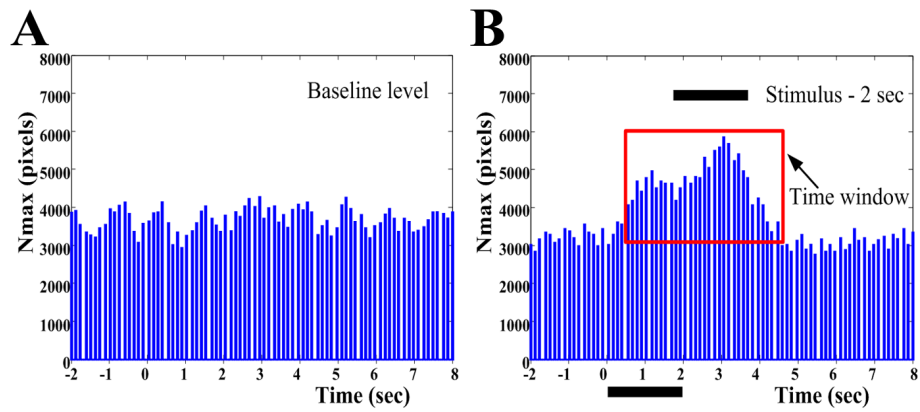 A
Nmax (pixels)
8000
7000
6000
5000
4000
3000
2000
1000
0
Baseline level
-2 -1 0 1 2 3 4 5 6 7 8
Time (sec)
B
Nmax (pixels)
8000
7000
6000
5000
4000
3000
2000
1000
0
Stimulus - 2 sec
Time window
-2 -1 0 1 2 3 4 5 6 7 8
Time (sec)